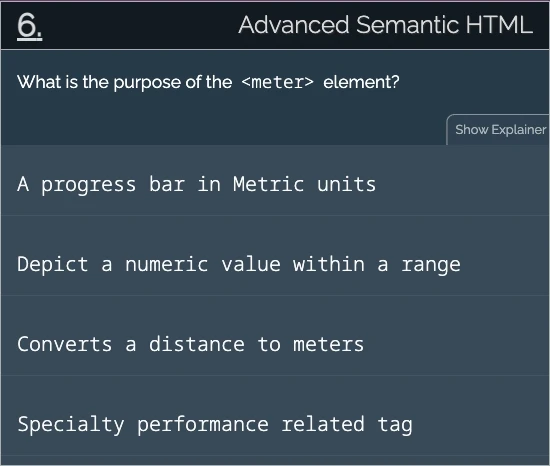 6.
Advanced Semantic HTML
What is the purpose of the <meter> element?
Show Explainer
A progress bar in Metric units
Depict a numeric value within a range
Converts a distance to meters
Specialty performance related tag